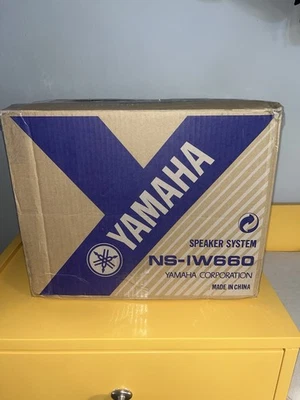 YAMAHA
SPEAKER SYSTEM
NS-IW660
YAMAHA CORPORATION
MADE IN CHINA